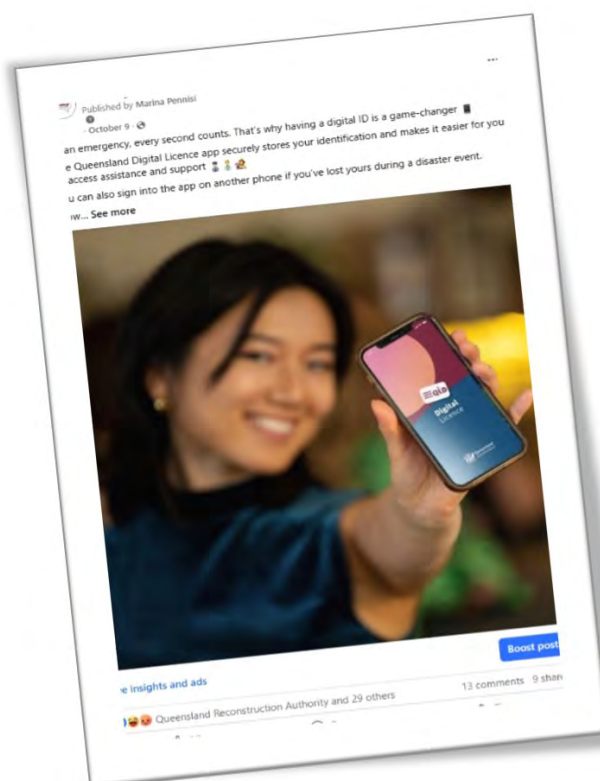 Published by Marina Pennisi
October 9 ·
an emergency, every second counts. That's why having a digital ID is a game-changer
e Queensland Digital Licence app securely stores your identification and makes it easier for you
access assistance and support
u can also sign into the app on another phone if you've lost yours during a disaster event.
w... See more
Digital
Licence
Boost post
e insights and ads
Queensland Reconstruction Authority and 29 others
13 comments 9 shar